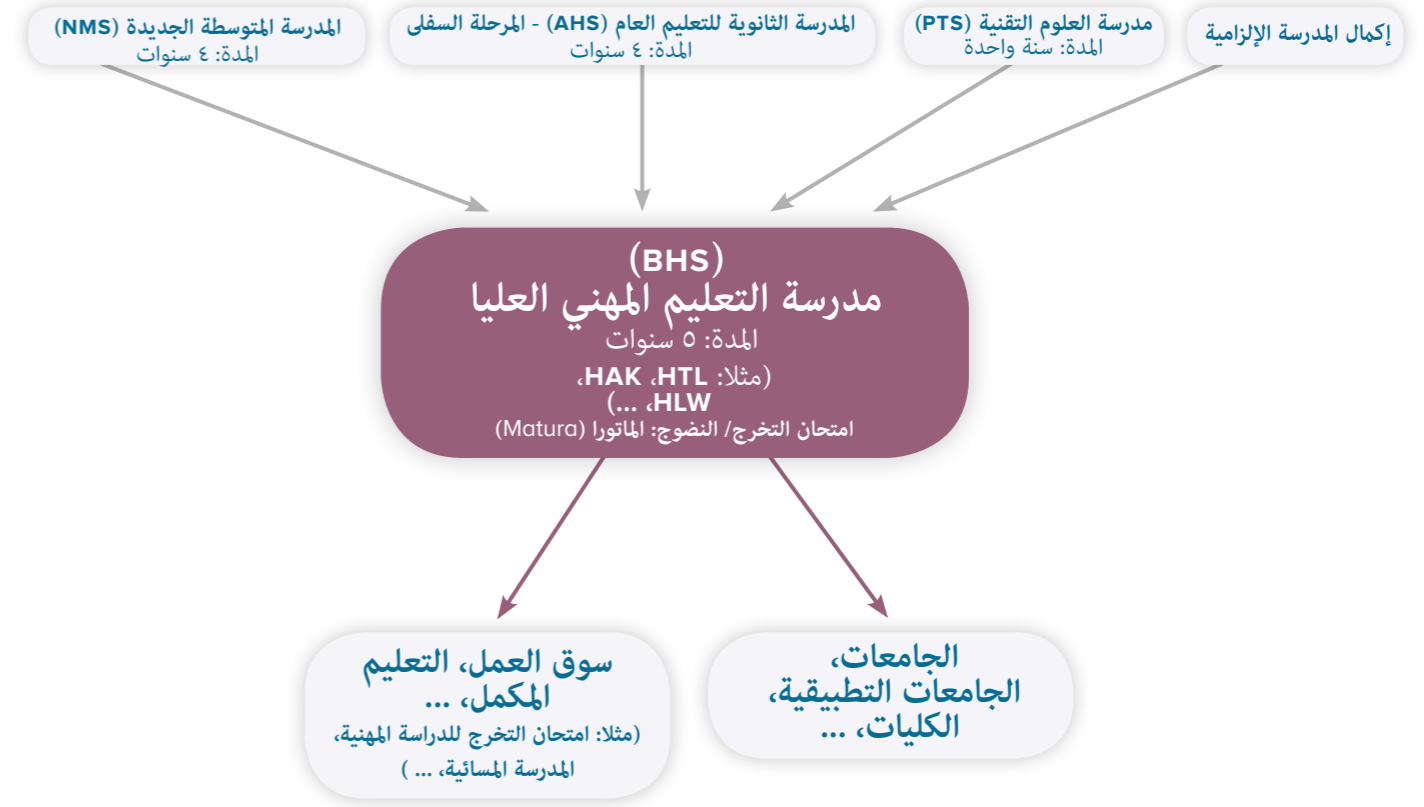 إكمال المدرسة الإلزامية
مدرسة العلوم التقنية (PTS)
المدة: سنة واحدة
المدرسة الثانوية للتعليم العام (AHS) - المرحلة السفلى
المدة: ٤ سنوات
المدرسة المتوسطة الجديدة (NMS)
المدة: ٤ سنوات
(BHS)
مدرسة التعليم المهني العليا
المدة: ٥ سنوات
(مثلا: HTL، HAK،
HLW، ...)
امتحان التخرج/ النضوج: الماتورا (Matura)
الجامعات،
الجامعات التطبيقية،
الكليات، ...
سوق العمل، التعليم
المكمل، ...
(مثلا: امتحان التخرج للدراسة المهنية،
المدرسة المسائية، ... )